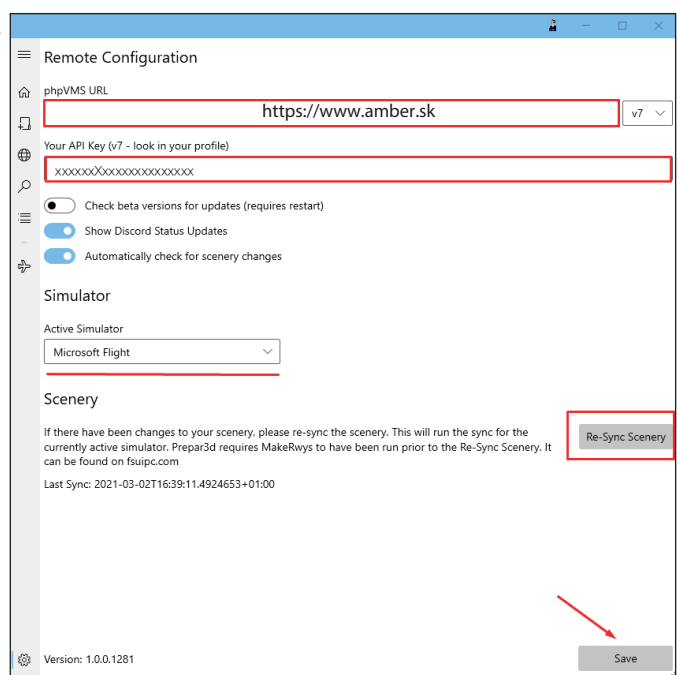 Remote Configuration
phpVMS URL
https://www.amber.sk
v7
Your API Key (v7 - look in your profile)
xxxxxxXxxxxxxxxxxxxxx
Check beta versions for updates (requires restart)
Show Discord Status Updates
Automatically check for scenery changes
Simulator
Active Simulator
Microsoft Flight
Scenery
If there have been changes to your scenery, please re-sync the scenery. This will run the sync for the
currently active simulator. Prepar3d requires MakeRwys to have been run prior to the Re-Sync Scenery. It
can be found on fsuipc.com
Re-Sync Scenery
Last Sync: 2021-03-02T16:39:11.4924653+01:00
Version: 1.0.0.1281
Save